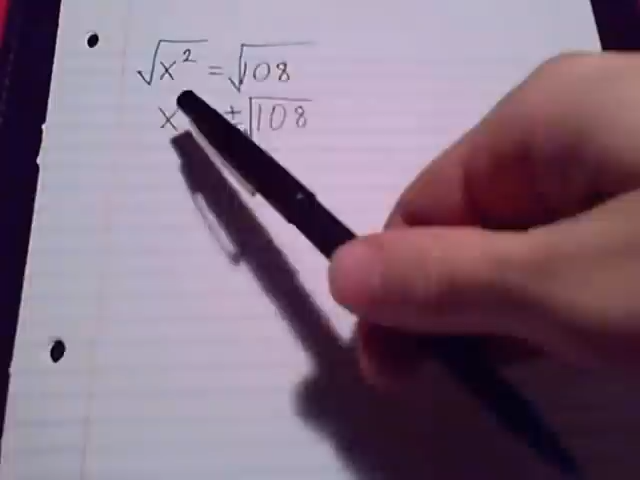 √x² = √108
x ±√108